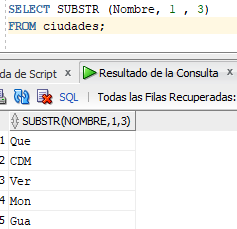 SELECT SUBSTR (Nombre, 1 , 3)
FROM ciudades;
da de Script x Resultado de la Consulta x
SQL | Todas las Filas Recuperadas:
SUBSTR(NOMBRE,1,3)
1 Que
2 CDM
3 Ver
4 Mon
5 Gua